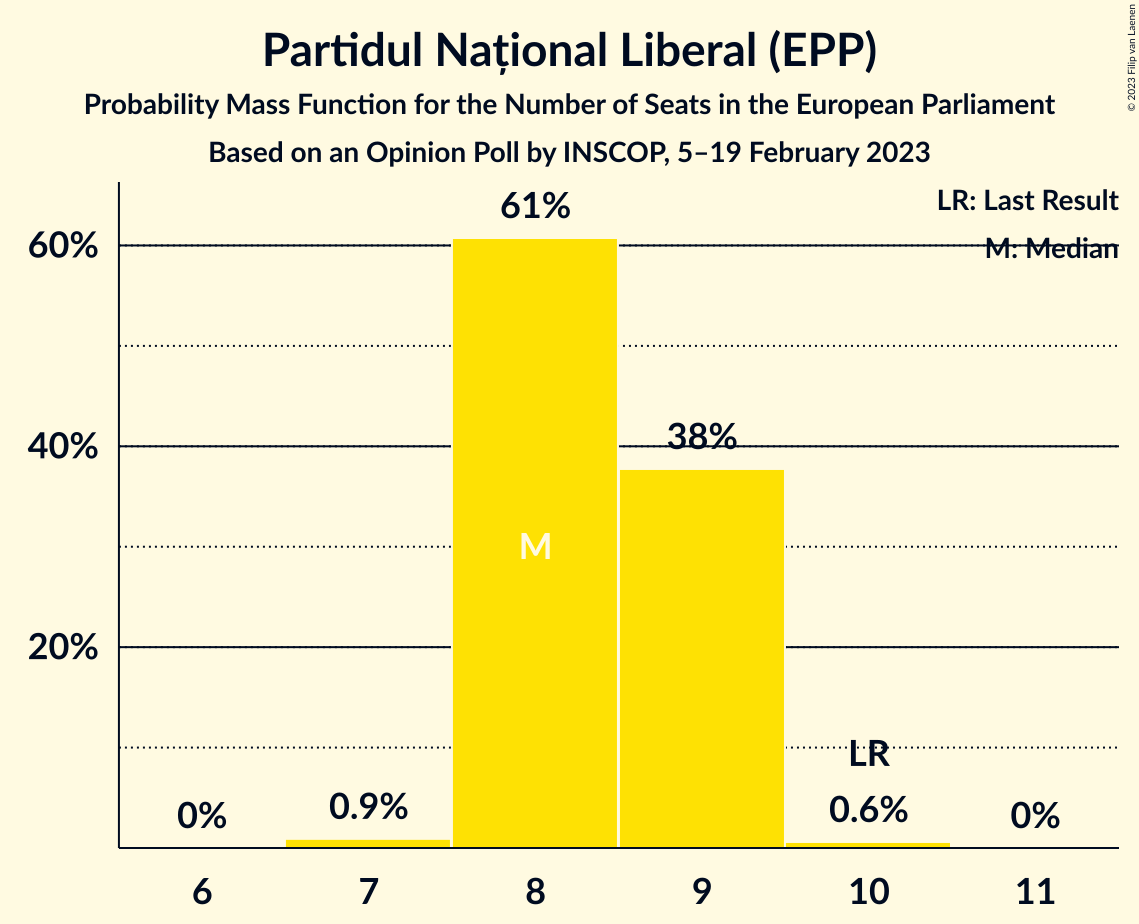 Partidul Național Liberal (EPP)
Probability Mass Function for the Number of Seats in the European Parliament
Based on an Opinion Poll by INSCOP, 5–19 February 2023
© 2023 Filip van Laenen
LR: Last Result
M: Median
60%
40%
20%
61%
38%
M
LR
0%
0.9%
0.6%
0%
6
7
8
9
10
11